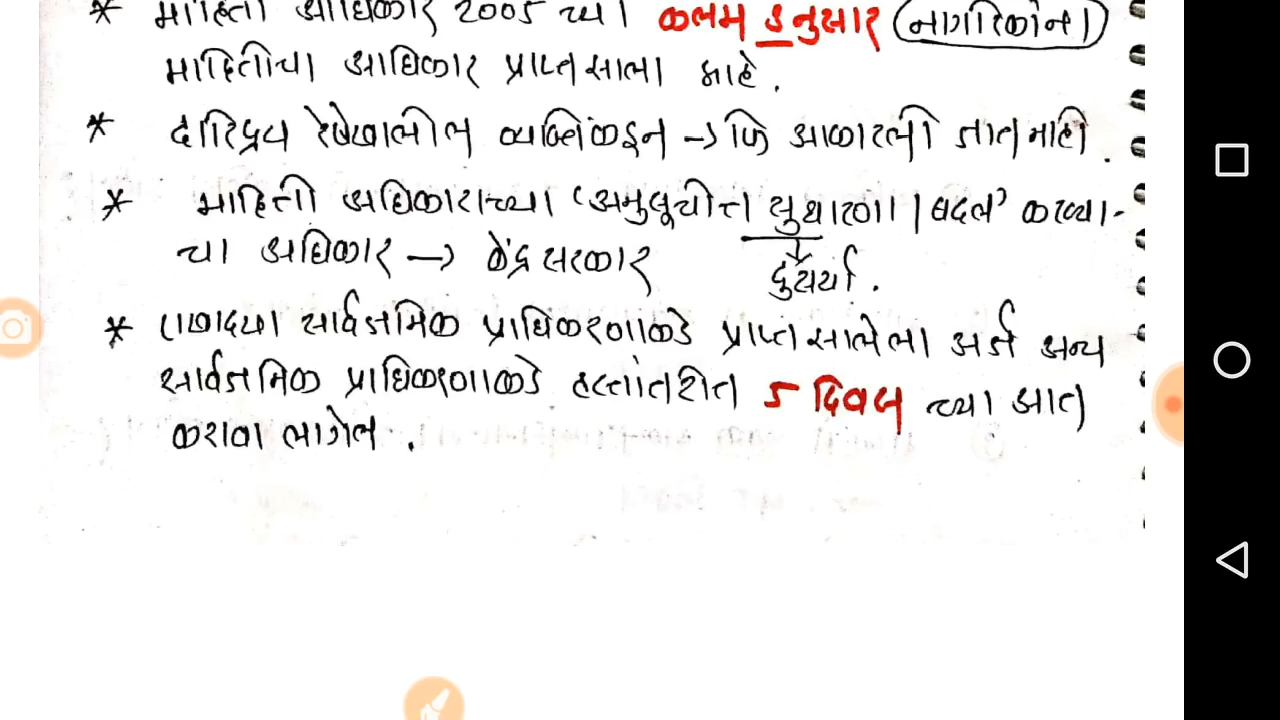 * माहिती अधिकार 2005 च्या कलम 3नुसार नागरिकांना
माहितीचा अधिकार प्राप्त झाला आहे.
* दारिद्र्य रेषेखालील व्यक्तिंकडून → फि आकारली जात नाही.
* माहिती अधिकाराच्या 'अनुसूचीत सुधारणा / बदल' करण्या-
चा अधिकार → केंद्र सरकार
दुसर्या.
* एखाद्या सार्वजनिक प्राधिकरणाकडे प्राप्त झालेला अर्ज अन्य
सार्वजनिक प्राधिकरणाकडे हस्तांतरीत 5 दिवस च्या आत
करावा लागेल.